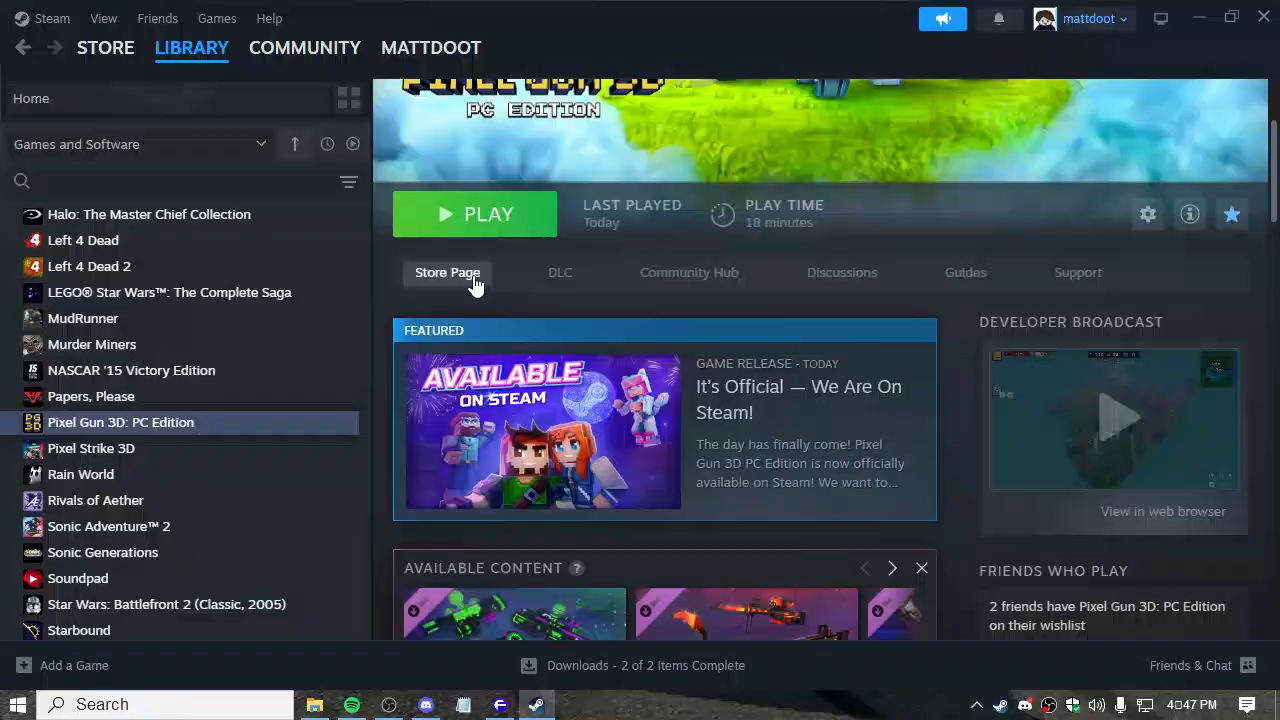 Steam View Friends Games Help
mattdoot
STORE LIBRARY COMMUNITY MATTDOOT
Home
Games and Software
Halo: The Master Chief Collection
Left 4 Dead
Left 4 Dead 2
LEGO® Star Wars™: The Complete Saga
MudRunner
Murder Miners
NASCAR '15 Victory Edition
Papers, Please
Pixel Gun 3D: PC Edition
Pixel Strike 3D
Rain World
Rivals of Aether
Sonic Adventure™ 2
Sonic Generations
Soundpad
Star Wars: Battlefront 2 (Classic, 2005)
Starbound
PIXEL GUN 3D
PC EDITION
PLAY
LAST PLAYED
Today
PLAY TIME
18 minutes
Store Page DLC Community Hub Discussions Guides Support
FEATURED
AVAILABLE
ON STEAM
GAME RELEASE - TODAY
It's Official — We Are On
Steam!
The day has finally come! Pixel
Gun 3D PC Edition is now officially
available on Steam! We want to...
AVAILABLE CONTENT ?
DEVELOPER BROADCAST
View in web browser
FRIENDS WHO PLAY
2 friends have Pixel Gun 3D: PC Edition
on their wishlist
Add a Game
Downloads - 2 of 2 Items Complete
Friends & Chat
Search
4:47 PM